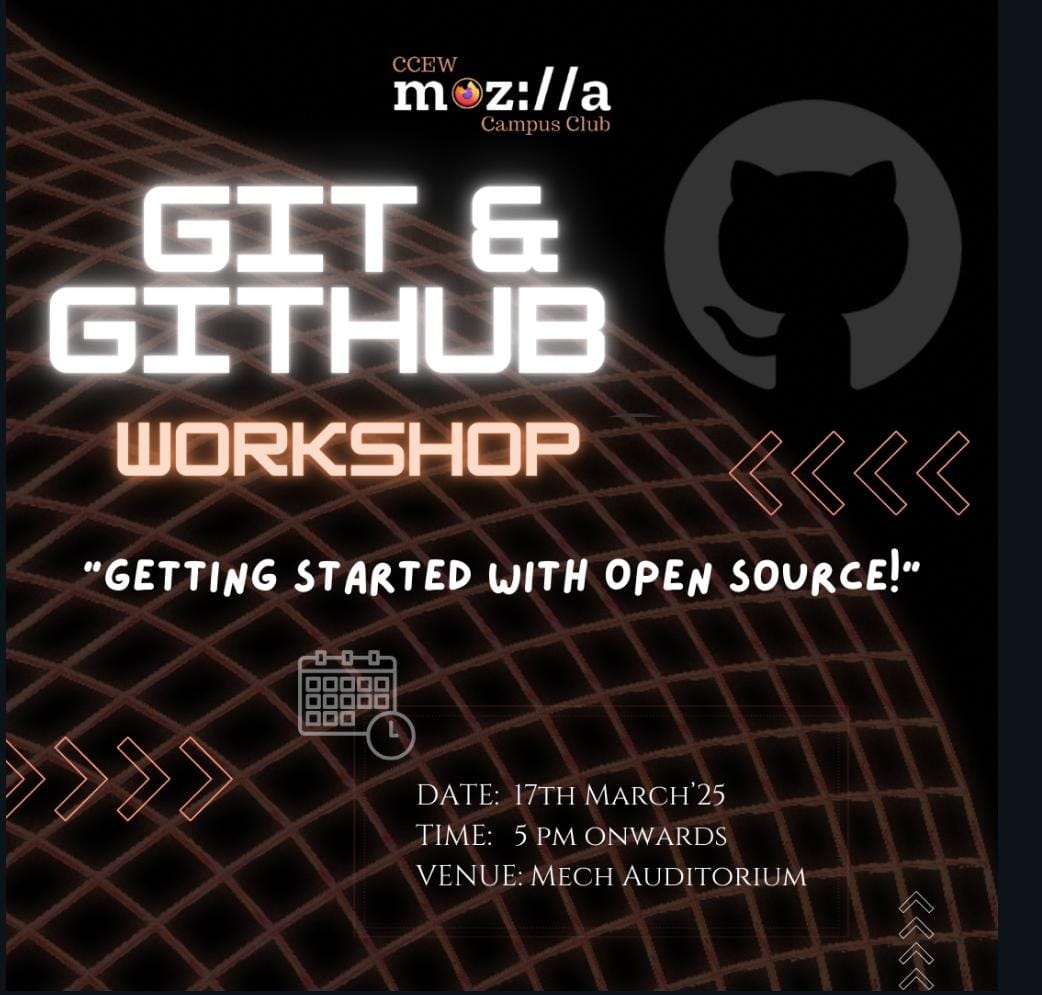 CCEW
moz://a
Campus Club
GIT &
GITHUB
WORKSHOP
"GETTING STARTED WITH OPEN SOURCE!"
DATE: 17TH MARCH'25
TIME: 5 PM ONWARDS
VENUE: MECH AUDITORIUM